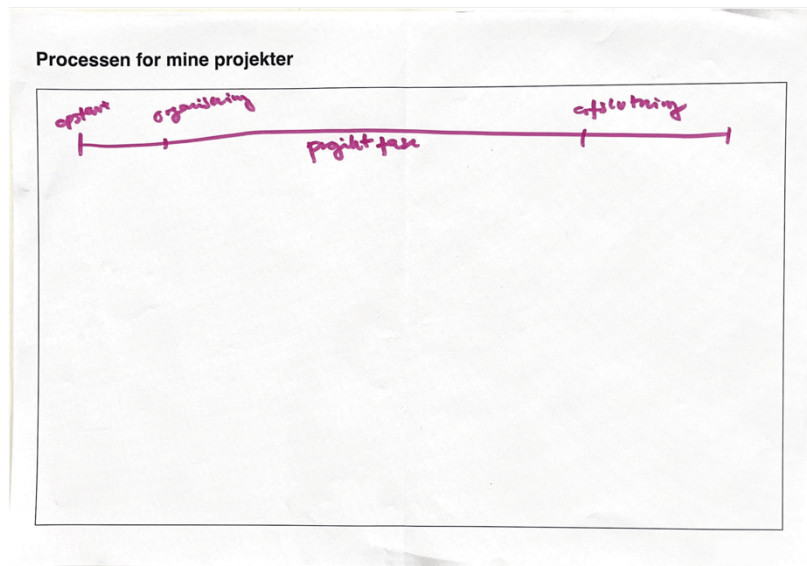 Processen for mine projekter
opstart
organisering
afslutning
projekt fase